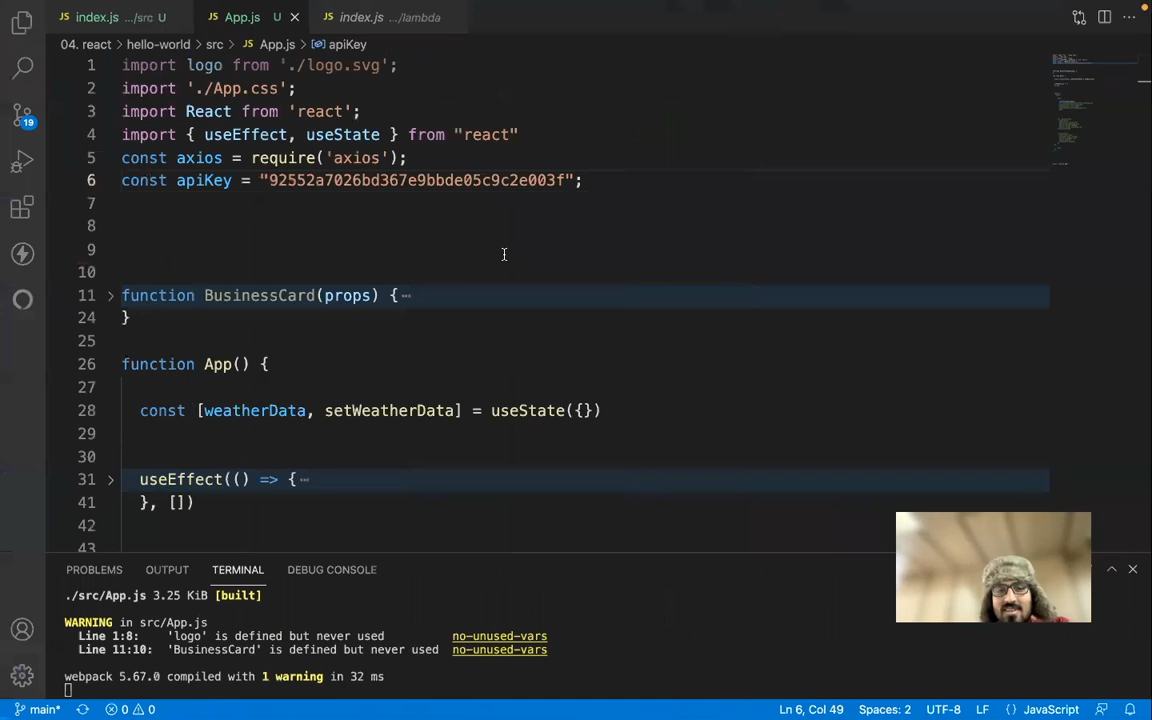 index.js .../src U
App.js U
index.js .../lambda
04. react > hello-world > src > App.js > apiKey
1 import logo from './logo.svg';
2 import './App.css';
3 import React from 'react';
4 import { useEffect, useState } from "react"
5 const axios = require('axios');
6 const apiKey = "92552a7026bd367e9bbde05c9c2e003f";
7
8
9
10
11 function BusinessCard(props) {
24 }
25
26 function App() {
27
28 const [weatherData, setWeatherData] = useState({})
29
30
31 useEffect(() => {
41 }, [])
42
43
19
PROBLEMS OUTPUT TERMINAL DEBUG CONSOLE
./src/App.js 3.25 KiB [built]
WARNING in src/App.js
Line 1:8: 'logo' is defined but never used no-unused-vars
Line 11:10: 'BusinessCard' is defined but never used no-unused-vars
webpack 5.67.0 compiled with 1 warning in 32 ms
main* 0 0 Ln 6, Col 49 Spaces: 2 UTF-8 LF {} JavaScript